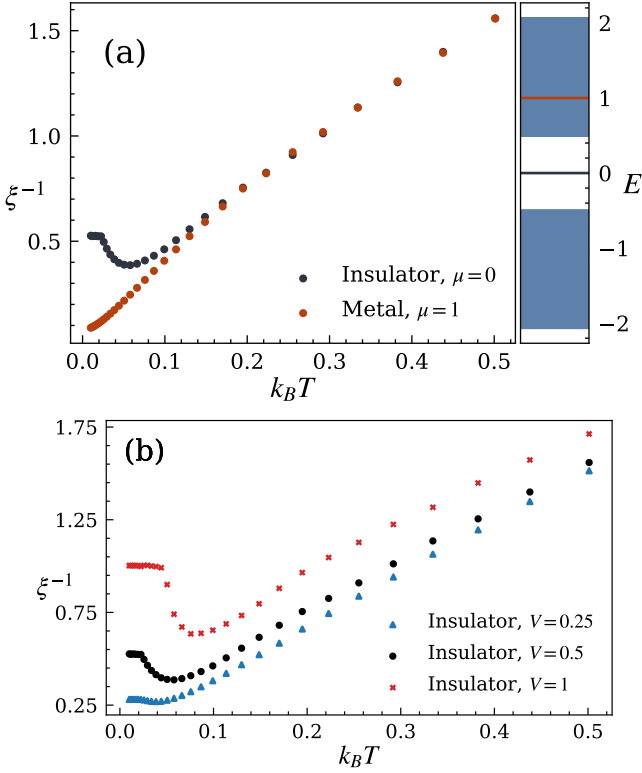 (a)
1.5
1.0
0.5
ξ⁻¹
Insulator, μ=0
Metal, μ=1
0.0 0.1 0.2 0.3 0.4 0.5
k_BT
2
1
0
−1
−2
E
(b)
1.75
1.25
0.75
0.25
ξ⁻¹
Insulator, V=0.25
Insulator, V=0.5
Insulator, V=1
0.0 0.1 0.2 0.3 0.4 0.5
k_BT